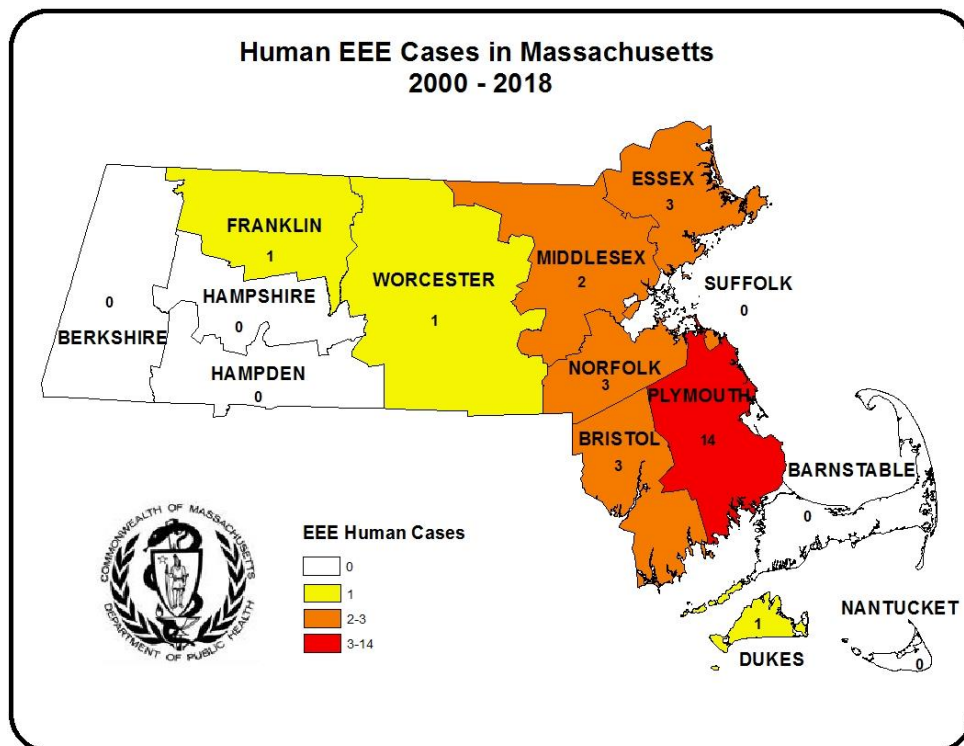 Human EEE Cases in Massachusetts
2000 - 2018
ESSEX
3
FRANKLIN
1
MIDDLESEX
2
WORCESTER
1
SUFFOLK
0
HAMPSHIRE
0
0
BERKSHIRE
HAMPDEN
0
NORFOLK
3
PLYMOUTH
14
BRISTOL
3
BARNSTABLE
0
NANTUCKET
0
1
DUKES
COMMONWEALTH OF MASSACHUSETTS
DEPARTMENT OF PUBLIC HEALTH
EEE Human Cases
0
1
2-3
3-14